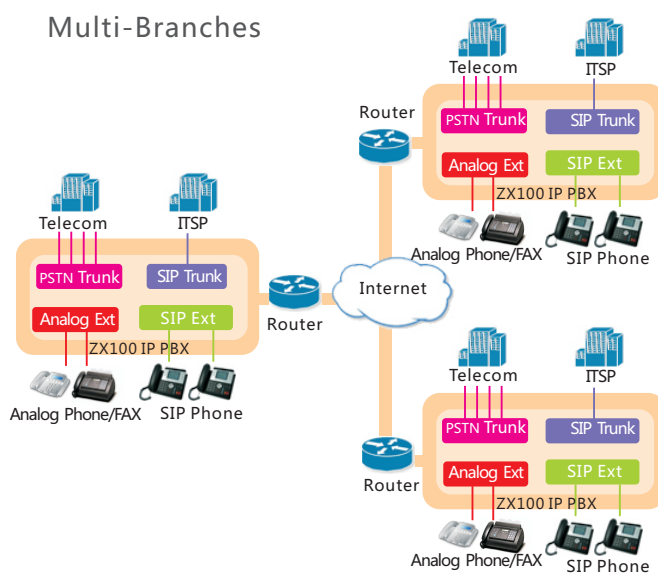 Multi-Branches
Telecom
ITSP
Router
PSTN Trunk
SIP Trunk
Analog Ext
SIP Ext
ZX100 IP PBX
Analog Phone/FAX
SIP Phone
Telecom
ITSP
PSTN Trunk
SIP Trunk
Analog Ext
SIP Ext
ZX100 IP PBX
Analog Phone/FAX
SIP Phone
Router
Internet
Telecom
ITSP
PSTN Trunk
SIP Trunk
Router
Analog Ext
SIP Ext
ZX100 IP PBX
Analog Phone/FAX
SIP Phone